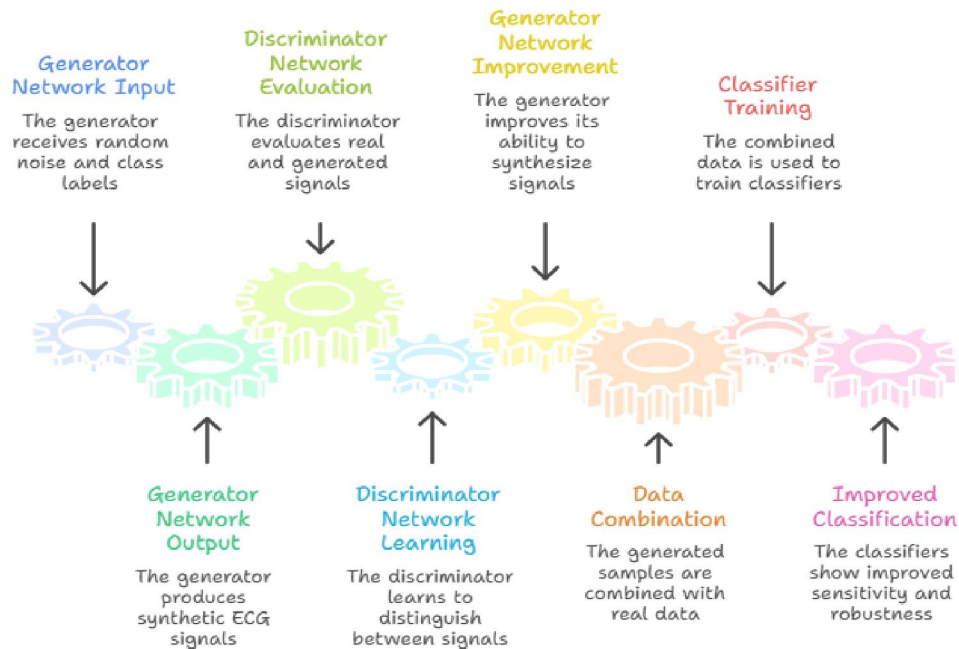 Generator
Network Input
The generator
receives random
noise and class
labels
Generator
Network
Output
The generator
produces
synthetic ECG
signals
Discriminator
Network
Evaluation
The discriminator
evaluates real
and generated
signals
Discriminator
Network
Learning
The discriminator
learns to
distinguish
between signals
Generator
Network
Improvement
The generator
improves its
ability to
synthesize
signals
Data
Combination
The generated
samples are
combined with
real data
Classifier
Training
The combined
data is used to
train classifiers
Improved
Classification
The classifiers
show improved
sensitivity and
robustness